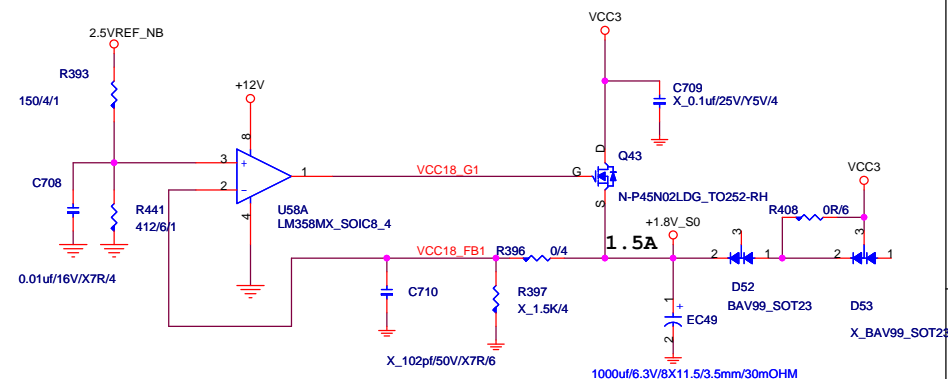 2.5VREF_NB
VCC3
R393
150/4/1
+12V
C709
X_0.1uf/25V/Y5V/4
8
3
+
1
VCC18_G1
G
D
S
Q43
N-P45N02LDG_TO252-RH
2
-
4
U58A
LM358MX_SOIC8_4
C708
R441
412/6/1
0.01uf/16V/X7R/4
VCC3
R408
0R/6
+1.8V_S0
1.5A
VCC18_FB1
R396
0/4
2
3
1
2
3
1
D52
BAV99_SOT23
D53
X_BAV99_SOT23
C710
R397
X_1.5K/4
1
+
EC49
2
X_102pf/50V/X7R/6
1000uf/6.3V/8X11.5/3.5mm/30mOHM